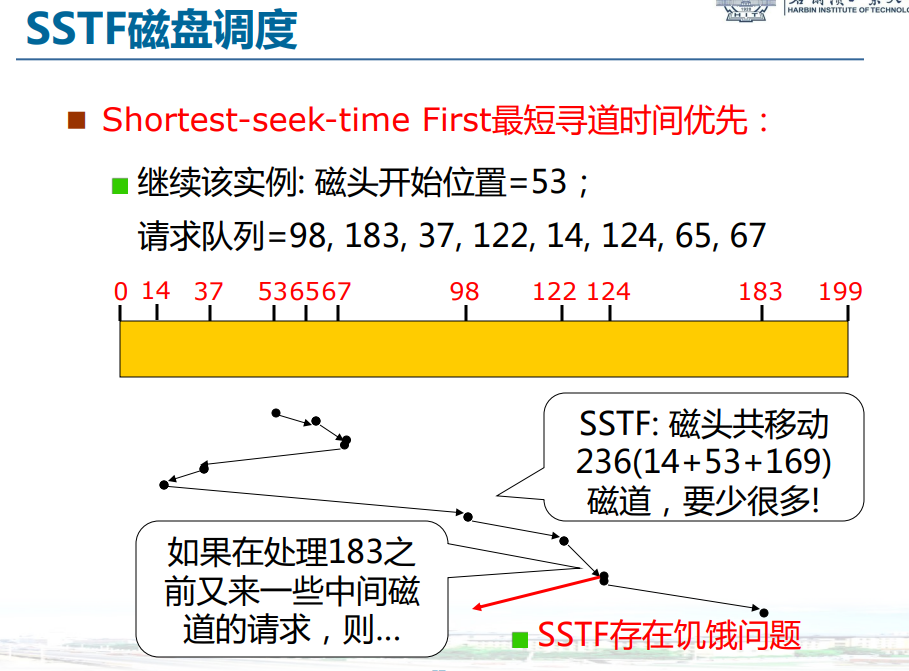 HARBIN INSTITUTE OF TECHNOLO
SSTF磁盘调度
Shortest-seek-time First最短寻道时间优先：
继续该实例: 磁头开始位置=53；
请求队列=98, 183, 37, 122, 14, 124, 65, 67
0 14 37 536567 98 122 124 183 199
SSTF: 磁头共移动
236(14+53+169)
磁道，要少很多!
如果在处理183之
前又来一些中间磁
道的请求，则...
SSTF存在饥饿问题